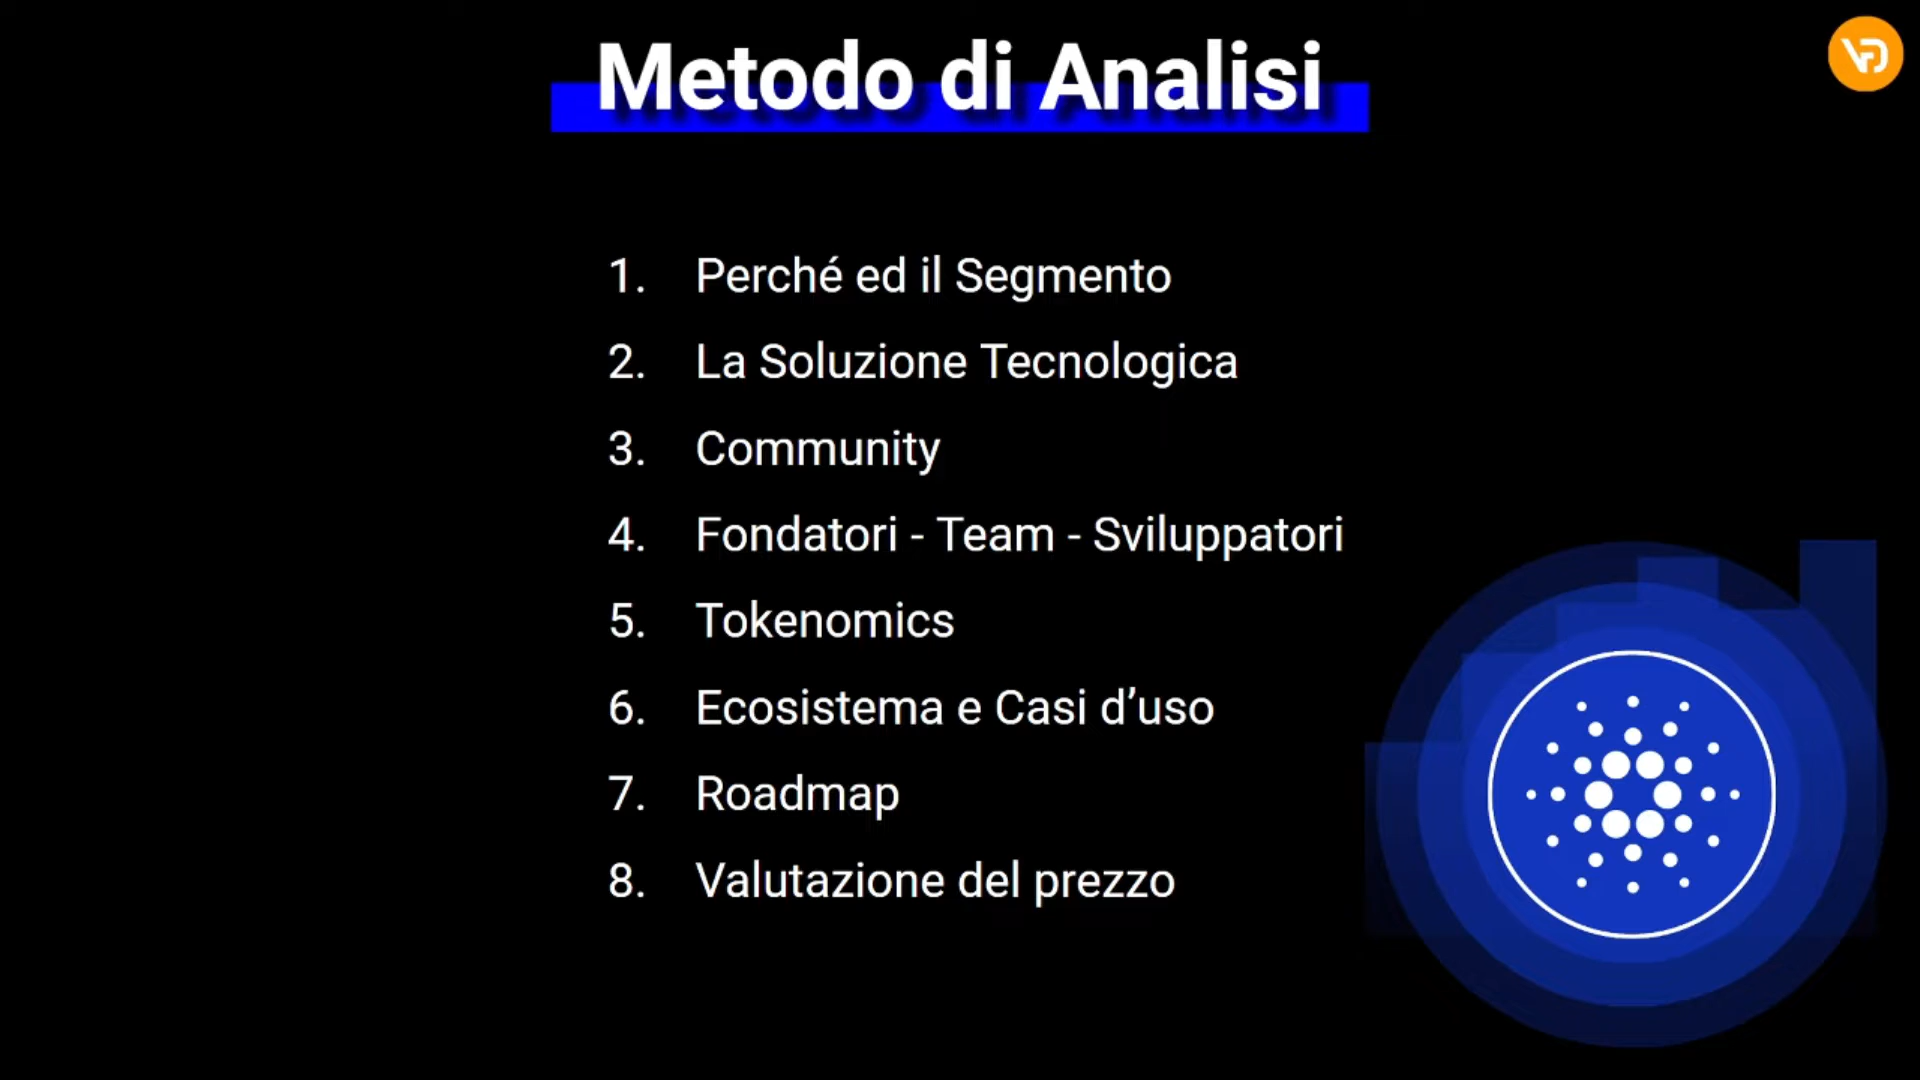 Metodo di Analisi
1. Perché ed il Segmento
2. La Soluzione Tecnologica
3. Community
4. Fondatori - Team - Sviluppatori
5. Tokenomics
6. Ecosistema e Casi d’uso
7. Roadmap
8. Valutazione del prezzo